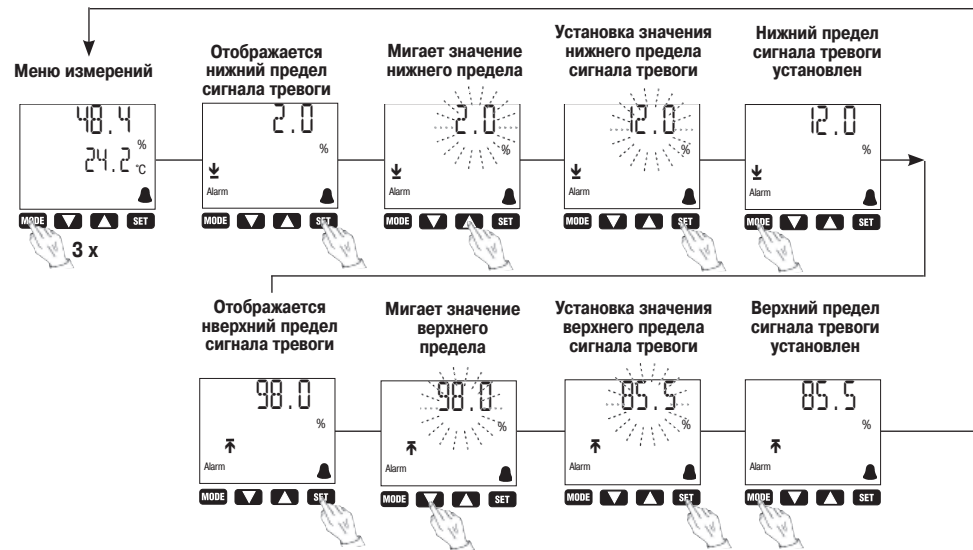 Меню измерений
Отображается
нижний предел
сигнала тревоги
Мигает значение
нижнего предела
Установка значения
нижнего предела
сигнала тревоги
Нижний предел
сигнала тревоги
установлен
48.4
%
24.2 °C
MODE SET
3 x
2.0
%
Alarm
MODE SET
2.0
%
Alarm
MODE SET
12.0
%
Alarm
MODE SET
12.0
%
Alarm
MODE SET
Отображается
нверхний предел
сигнала тревоги
Мигает значение
верхнего
предела
Установка значения
верхнего предела
сигнала тревоги
Верхний предел
сигнала тревоги
установлен
98.0
%
Alarm
MODE SET
98.0
%
Alarm
MODE SET
85.5
%
Alarm
MODE SET
85.5
%
Alarm
MODE SET